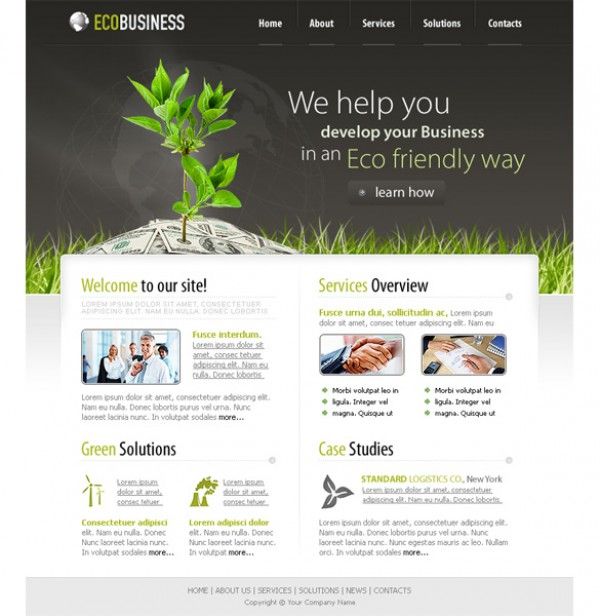 ECOBUSINESS
Home About Services Solutions Contacts
We help you
develop your Business
in an Eco friendly way
learn how
Welcome to our site!
LOREM IPSUM DOLOR SIT AMET, CONSECTETUER
ADIPISCING ELIT. NAM EU NULLA. DONEC LOBORTIS
Fusce interdum.
Lorem ipsum dolor
sit amet, consec tetuer
adipiscing elit. Nam eu
nulla. Donec lobortis
Lorem ipsum dolor sit amet, consectetuer adipiscing
elit. Nam eu nulla. Donec lobortis purus vel urna. Nunc
laoreet lacinia nunc. In volutpat sodales more...
Services Overview
Fusce urna dui, sollicitudin ac, Lorem ipsum dolor
sit amet, consectetuer adipiscing elit. Nam eu
Morbi volutpat leo in
ligula. Integer vel
magna. Quisque ut
Morbi volutpat leo in
ligula. Integer vel
magna. Quisque ut
Green Solutions
Lorem ipsum
dolor sit amet,
consec tetuer
Lorem ipsum
dolor sit amet,
consec tetuer
Consectetuer adipisci
elit. Nam eu nulla. Donec
lobortis purus vel urna.
Nunc laoreet lacinia nunc.
In volutpat sodales more...
Lorem adipisci dolor
elit. Nam eu nulla. Donec
lobortis purus vel urna.
Nunc laoreet lacinia nunc.
In volutpat more...
Case Studies
STANDARD LOGISTICS CO., New York
Lorem ipsum dolor sit amet, consec tetuer
adipiscing elit. Nam eu nulla. Donec lobortis
Lorem ipsum dolor sit amet, consectetuer adipiscing
elit. Nam eu nulla. Donec lobortis purus vel urna. Nunc
laoreet lacinia nunc. In volutpat sodales more...
HOME | ABOUT US | SERVICES | SOLUTIONS | NEWS | CONTACTS
Copyright © Your Company Name